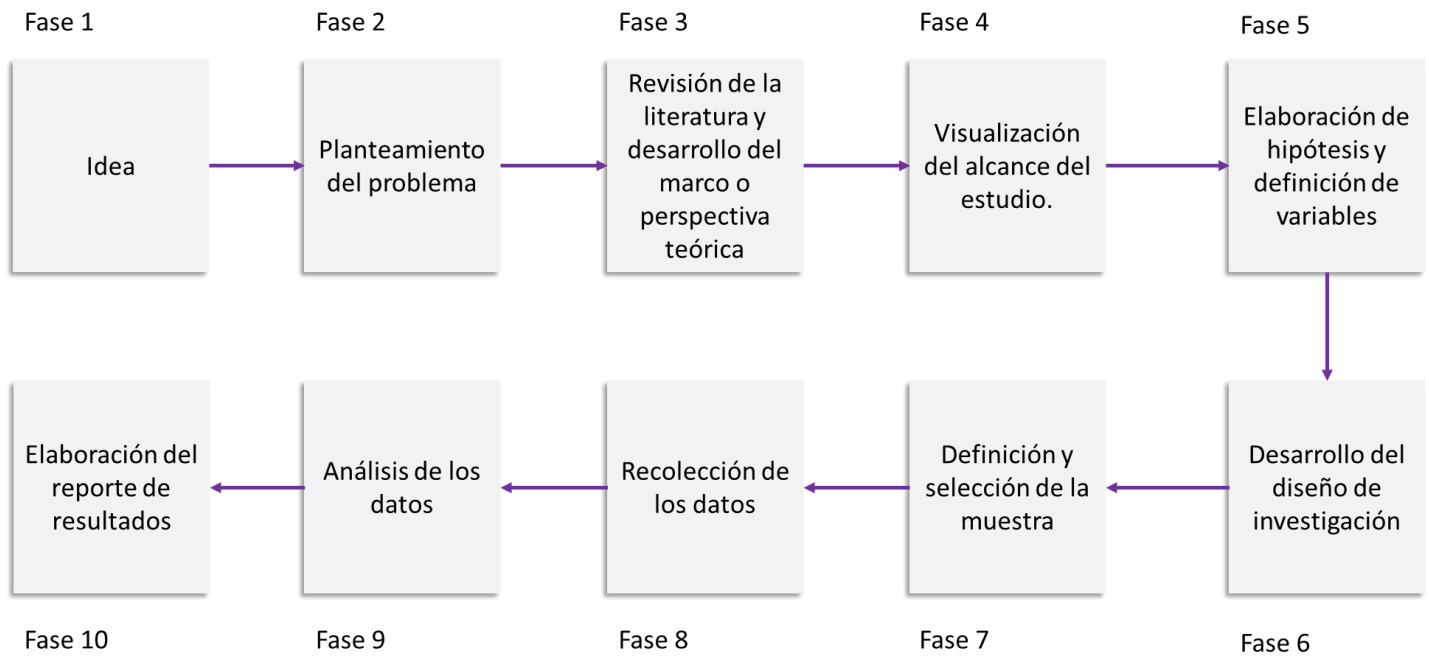 Fase 1
Idea
Fase 2
Planteamiento
del problema
Fase 3
Revisión de la
literatura y
desarrollo del
marco o
perspectiva
teórica
Fase 4
Visualización
del alcance del
estudio.
Fase 5
Elaboración de
hipótesis y
definición de
variables
Desarrollo del
diseño de
investigación
Fase 6
Definición y
selección de la
muestra
Fase 7
Recolección de
los datos
Fase 8
Análisis de los
datos
Fase 9
Elaboración del
reporte de
resultados
Fase 10